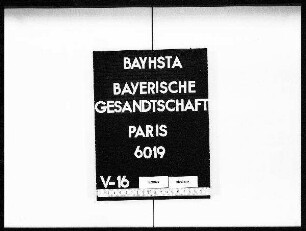 BAYHSTA
BAYERISCHE
GESANDTSCHAFT
PARIS
6019
V-16